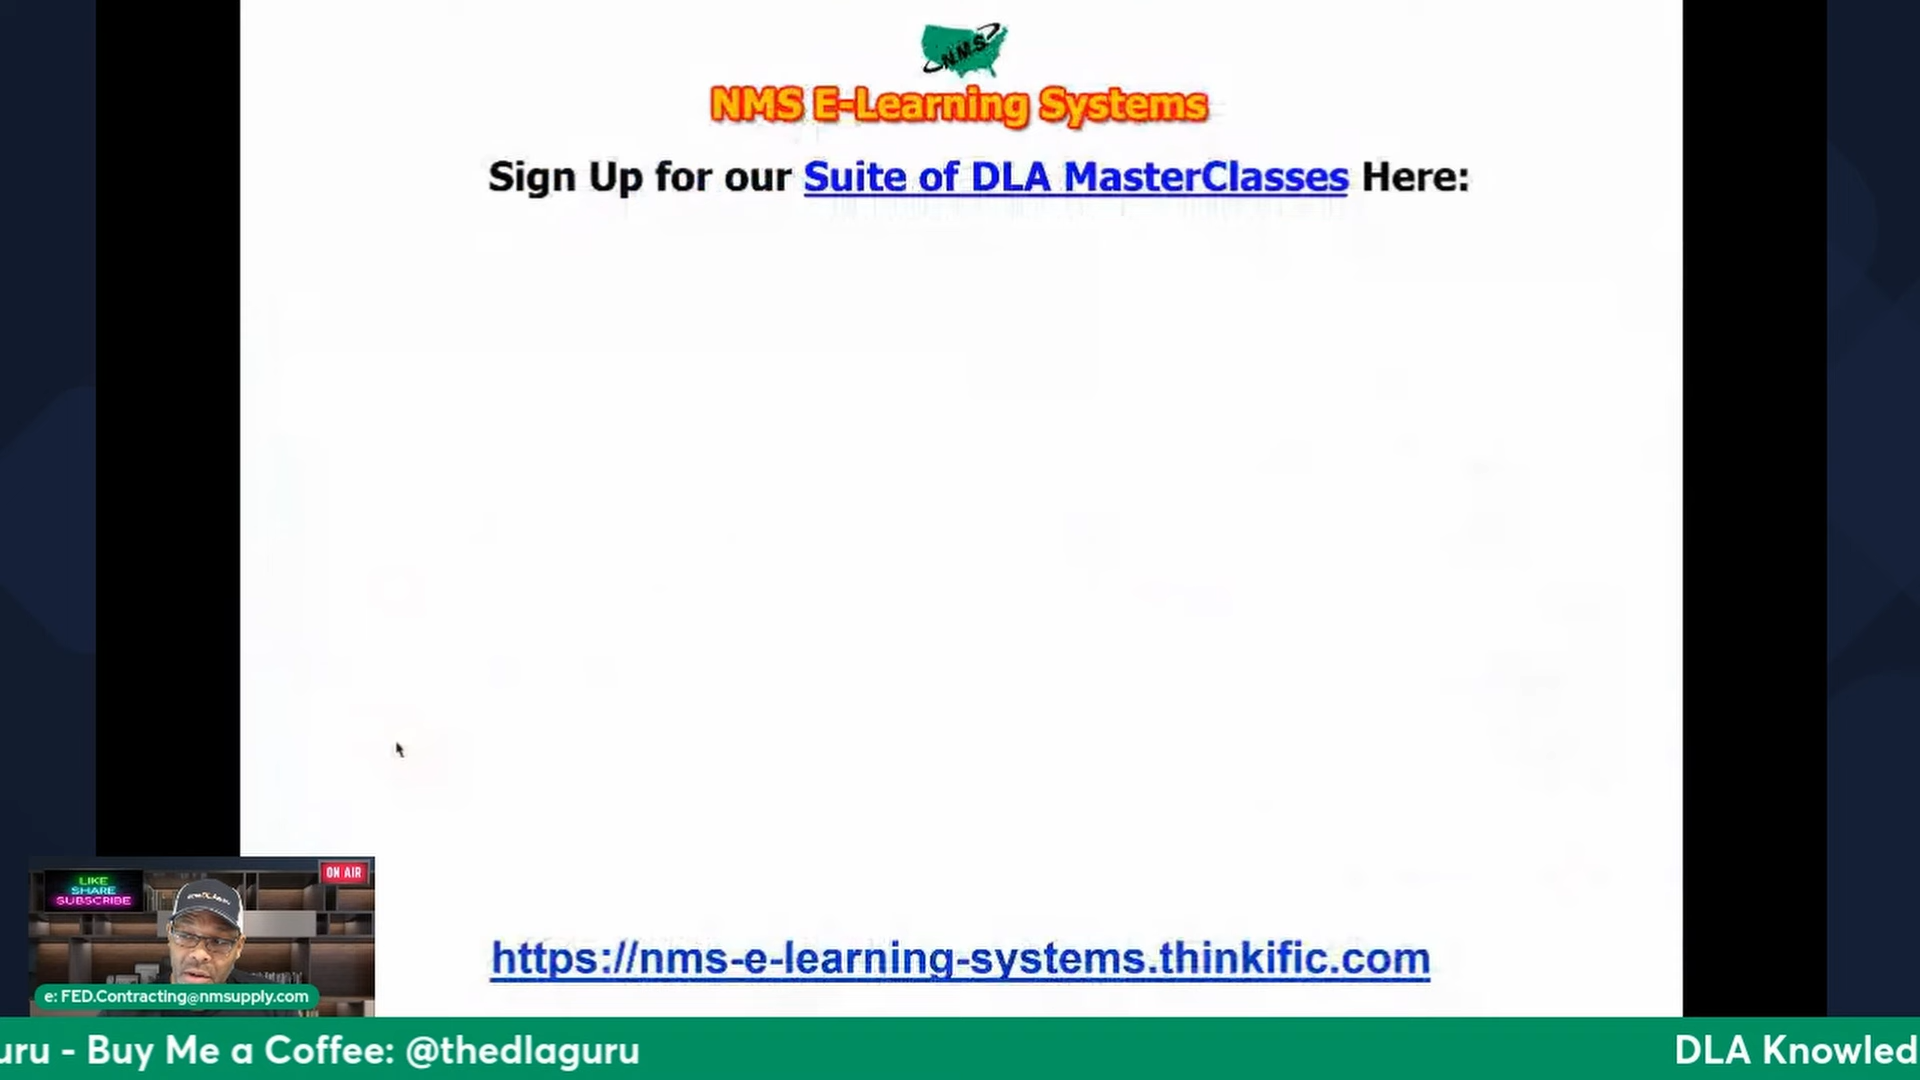 N.M.S.
NMS E-Learning Systems
Sign Up for our Suite of DLA MasterClasses Here:
https://nms-e-learning-systems.thinkific.com
LIKE
SHARE
SUBSCRIBE
ON AIR
e: FED.Contracting@nmsupply.com
uru - Buy Me a Coffee: @thedlaguru
DLA Knowled